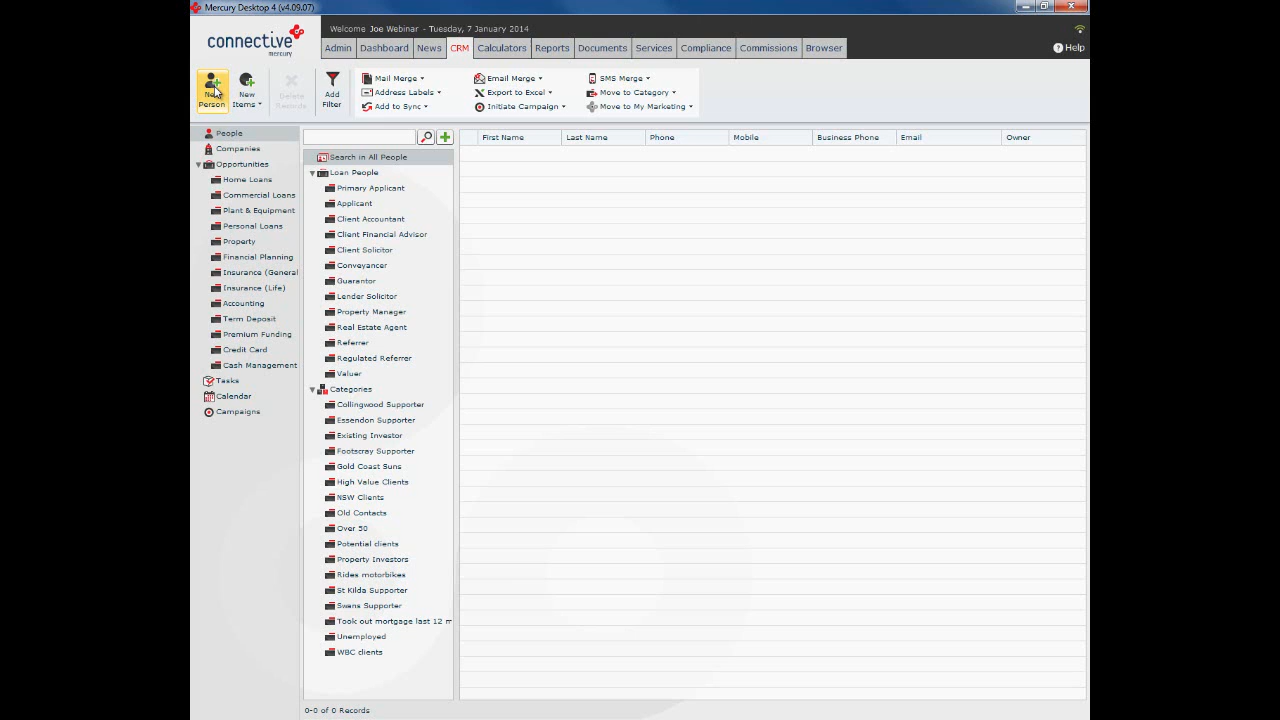 Mercury Desktop 4 (v4.09.07)
connective
mercury
Welcome Joe Webinar - Tuesday, 7 January 2014
Admin Dashboard News CRM Calculators Reports Documents Services Compliance Commissions Browser
Help
New Person
New Items
Delete Records
Add Filter
Mail Merge Email Merge SMS Merge
Address Labels Export to Excel Move to Category
Add to Sync Initiate Campaign Move to My Marketing
People
Companies
Opportunities
Home Loans
Commercial Loans
Plant & Equipment
Personal Loans
Property
Financial Planning
Insurance (General
Insurance (Life)
Accounting
Term Deposit
Premium Funding
Credit Card
Cash Management
Tasks
Calendar
Campaigns
Search in All People
Loan People
Primary Applicant
Applicant
Client Accountant
Client Financial Advisor
Client Solicitor
Conveyancer
Guarantor
Lender Solicitor
Property Manager
Real Estate Agent
Referrer
Regulated Referrer
Valuer
Categories
Collingwood Supporter
Essendon Supporter
Existing Investor
Footscray Supporter
Gold Coast Suns
High Value Clients
NSW Clients
Old Contacts
Over 50
Potential clients
Property Investors
Rides motorbikes
St Kilda Supporter
Swans Supporter
Took out mortgage last 12 m
Unemployed
WBC clients
First Name Last Name Phone Mobile Business Phone Email Owner
0-0 of 0 Records